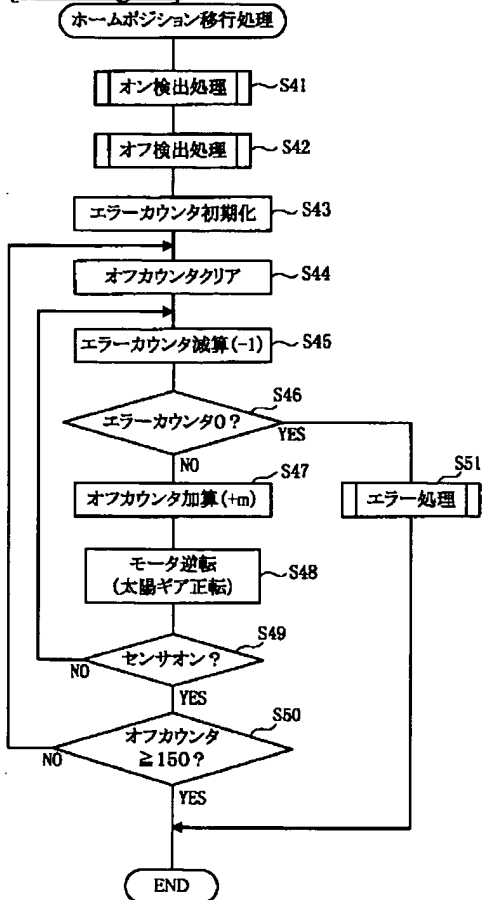 ホームポジション移行処理
オン検出処理 S41
オフ検出処理 S42
エラーカウンタ初期化 S43
オフカウンタクリア S44
エラーカウンタ減算(-1) S45
エラーカウンタ0? S46
YES
NO
オフカウンタ加算(+m) S47
エラー処理 S51
モータ逆転
(太陽ギア正転) S48
センサオン? S49
NO
YES
オフカウンタ
≧150? S50
NO
YES
END